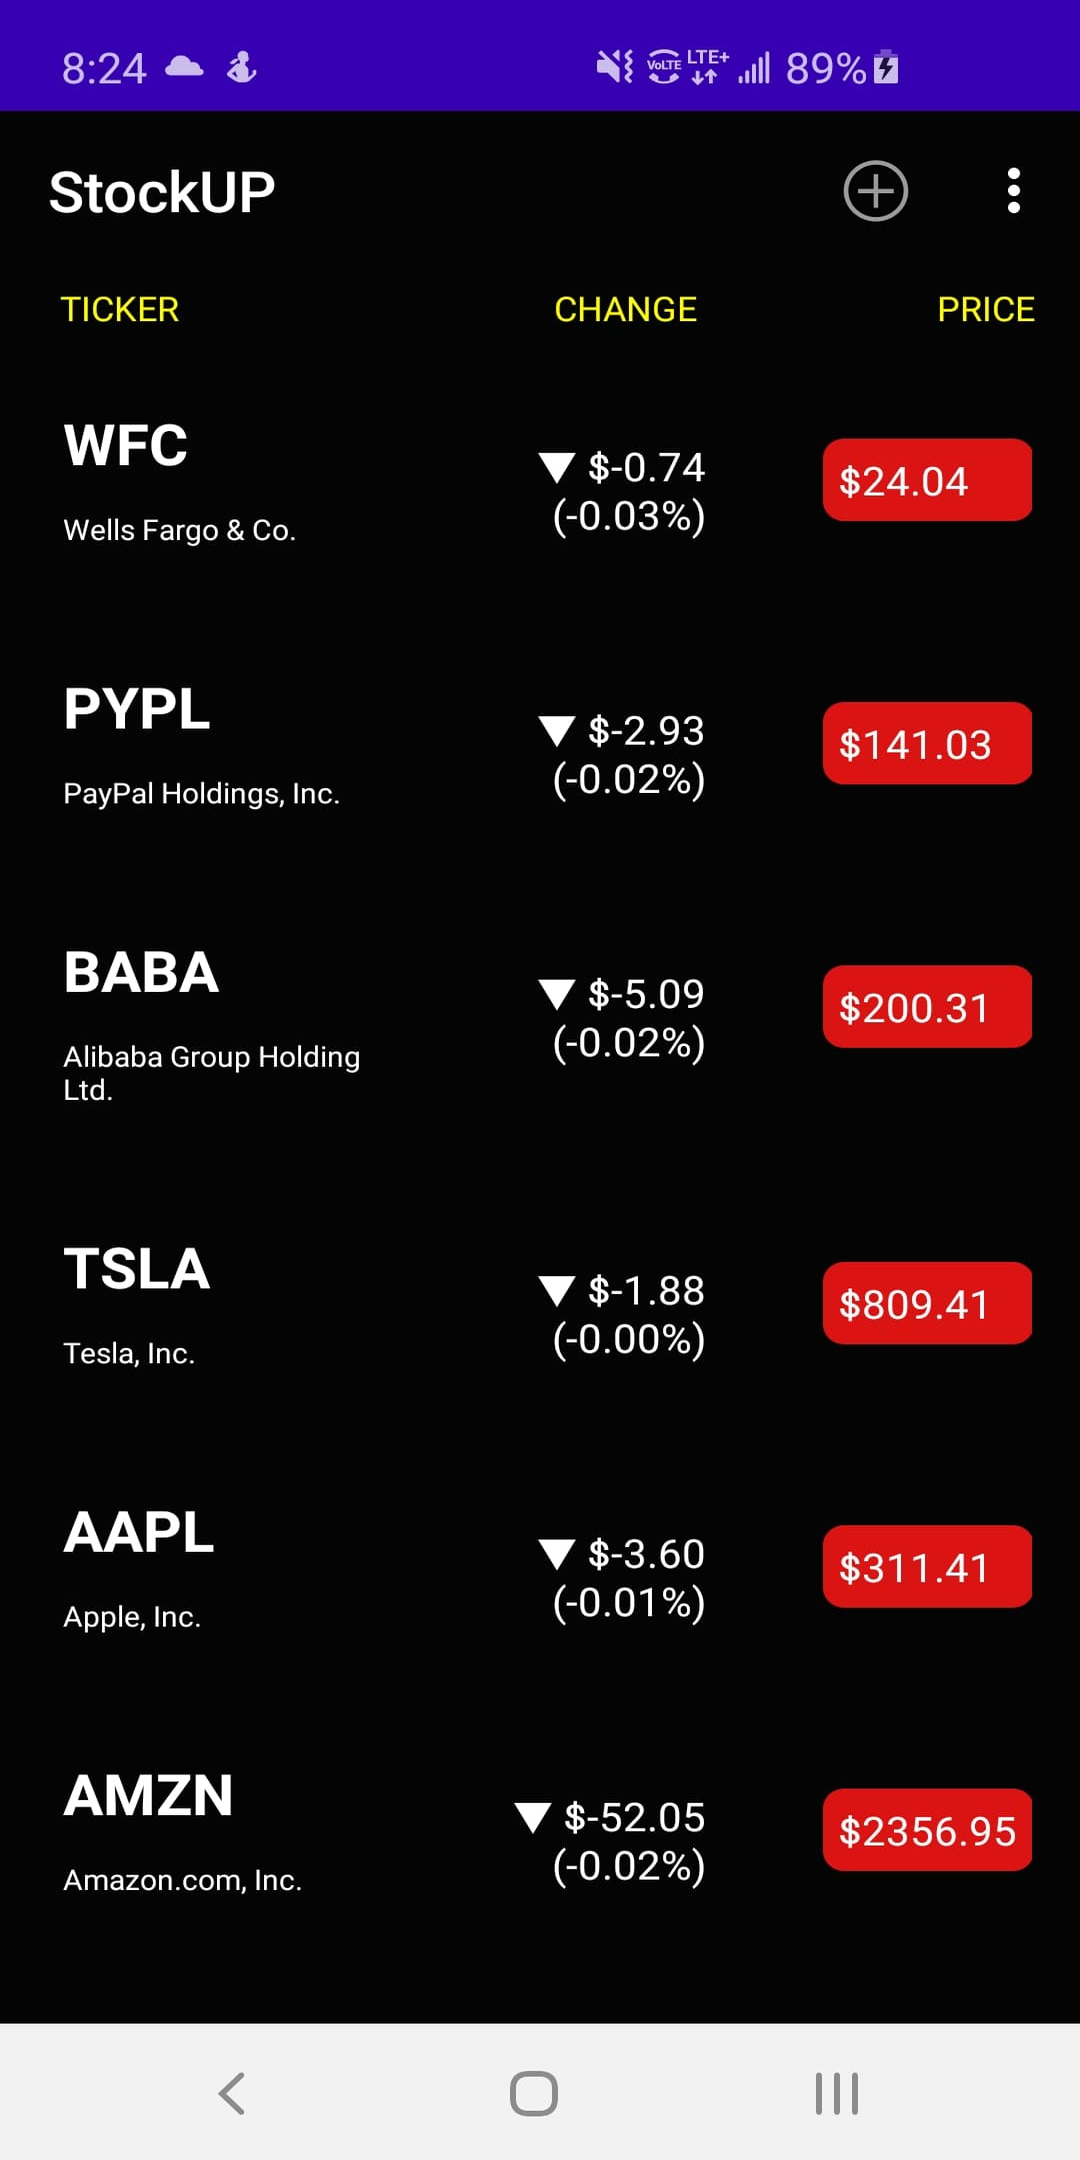 8:24
VoLTE LTE+ 89%
StockUP
TICKER CHANGE PRICE
WFC
Wells Fargo & Co.
▼ $-0.74
(-0.03%)
$24.04
PYPL
PayPal Holdings, Inc.
▼ $-2.93
(-0.02%)
$141.03
BABA
Alibaba Group Holding
Ltd.
▼ $-5.09
(-0.02%)
$200.31
TSLA
Tesla, Inc.
▼ $-1.88
(-0.00%)
$809.41
AAPL
Apple, Inc.
▼ $-3.60
(-0.01%)
$311.41
AMZN
Amazon.com, Inc.
▼ $-52.05
(-0.02%)
$2356.95